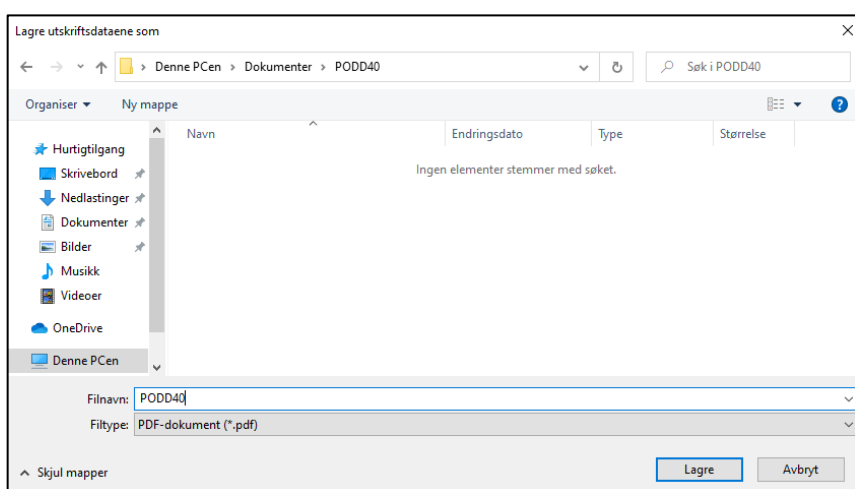 Lagre utskriftsdataene som
Denne PCen › Dokumenter › PODD40
Søk i PODD40
Organiser
Ny mappe
?
Navn
Endringsdato
Type
Størrelse
Ingen elementer stemmer med søket.
Hurtigtilgang
Skrivebord
Nedlastinger
Dokumenter
Bilder
Musikk
Videoer
OneDrive
Denne PCen
Filnavn: PODD40
Filtype: PDF-dokument (*.pdf)
Skjul mapper
Lagre
Avbryt